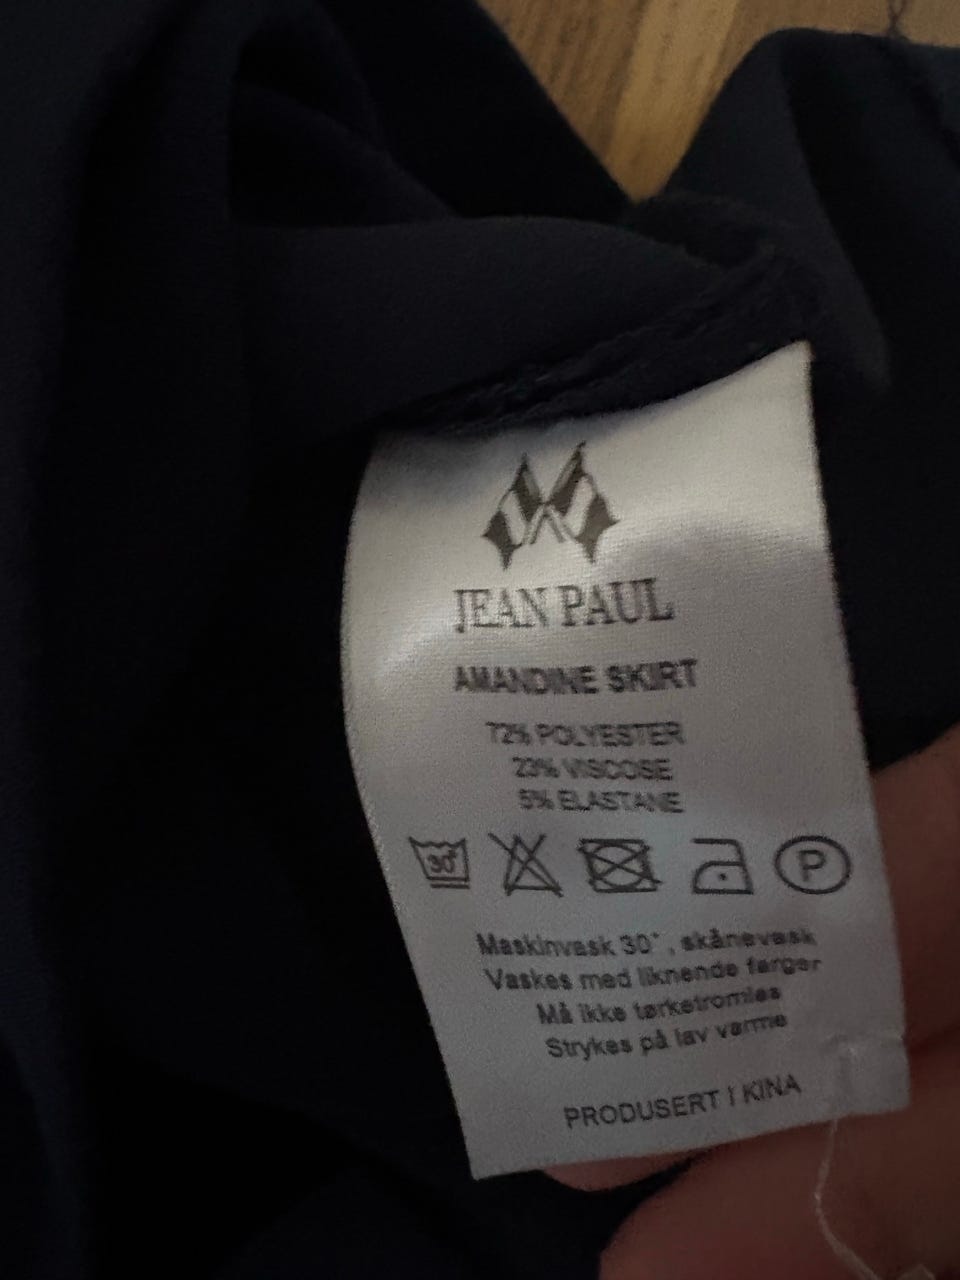 JEAN PAUL
AMANDINE SKIRT
72% POLYESTER
23% VISCOSE
5% ELASTANE
30° P
Maskinvask 30°, skånevask
Vaskes med liknende farger
Må ikke tørketromles
Strykes på lav varme
PRODUSERT I KINA